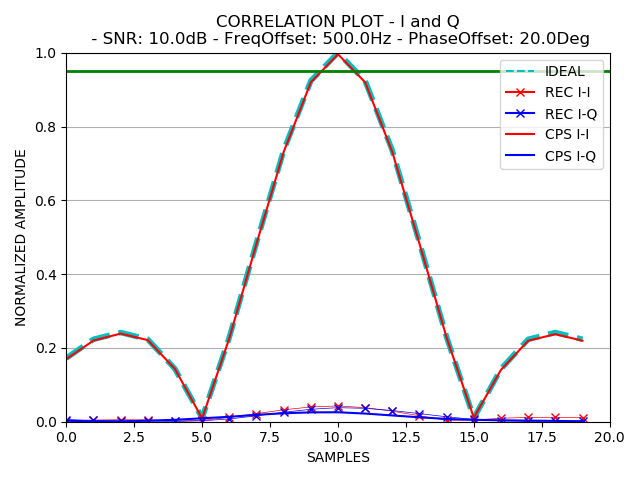 CORRELATION PLOT - I and Q
- SNR: 10.0dB - FreqOffset: 500.0Hz - PhaseOffset: 20.0Deg
1.0
0.8
0.6
0.4
0.2
0.0
NORMALIZED AMPLITUDE
IDEAL
REC I-I
REC I-Q
CPS I-I
CPS I-Q
0.0 2.5 5.0 7.5 10.0 12.5 15.0 17.5 20.0
SAMPLES